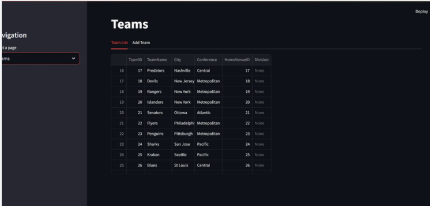 Deploy
vigation
t a page
ams
Teams
Teams List Add Team
TeamID TeamName City Conference HomeVenueID Division
16 17 Predators Nashville Central 17 None
17 18 Devils New Jersey Metropolitan 18 None
18 19 Rangers New York Metropolitan 19 None
19 20 Islanders New York Metropolitan 20 None
20 21 Senators Ottawa Atlantic 21 None
21 22 Flyers Philadelphi Metropolitan 22 None
22 23 Penguins Pittsburgh Metropolitan 23 None
23 24 Sharks San Jose Pacific 24 None
24 25 Kraken Seattle Pacific 25 None
25 26 Blues St Louis Central 26 None